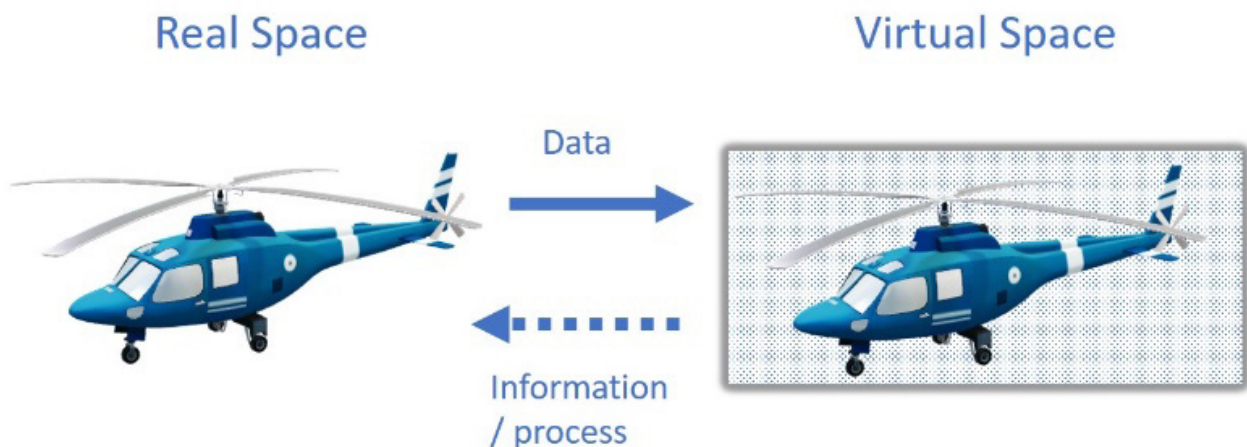 Real Space
Virtual Space
Data
Information
/ process